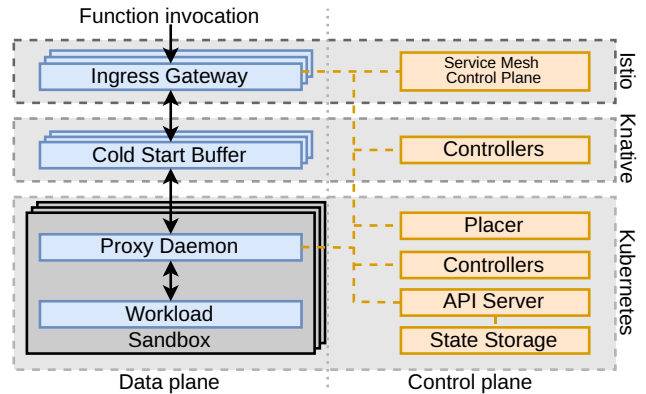 Function invocation
Ingress Gateway
Service Mesh
Control Plane
Istio
Cold Start Buffer
Controllers
Knative
Proxy Daemon
Workload
Sandbox
Placer
Controllers
API Server
State Storage
Kubernetes
Data plane
Control plane